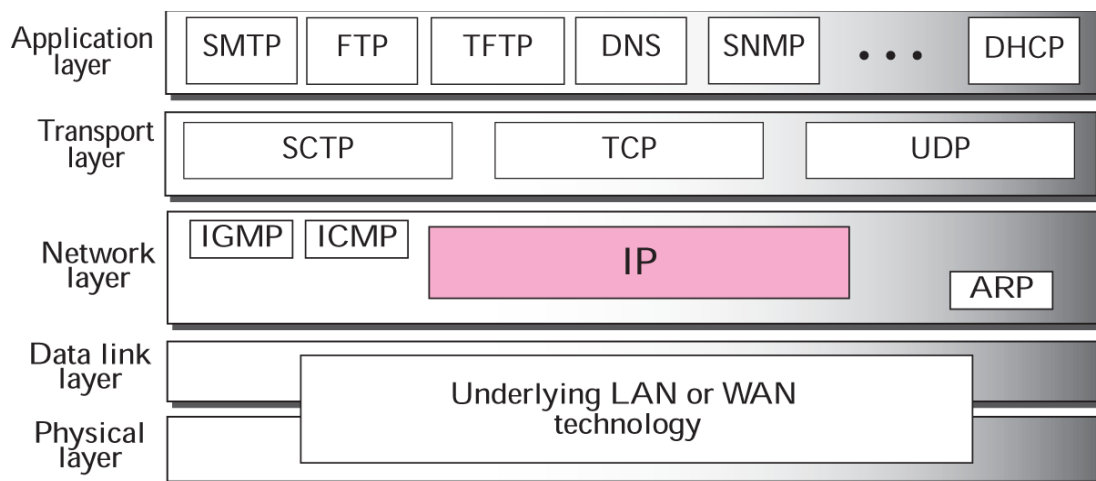 Application
layer
SMTP FTP TFTP DNS SNMP • • • DHCP
Transport
layer
SCTP TCP UDP
Network
layer
IGMP ICMP IP ARP
Data link
layer
Physical
layer
Underlying LAN or WAN
technology